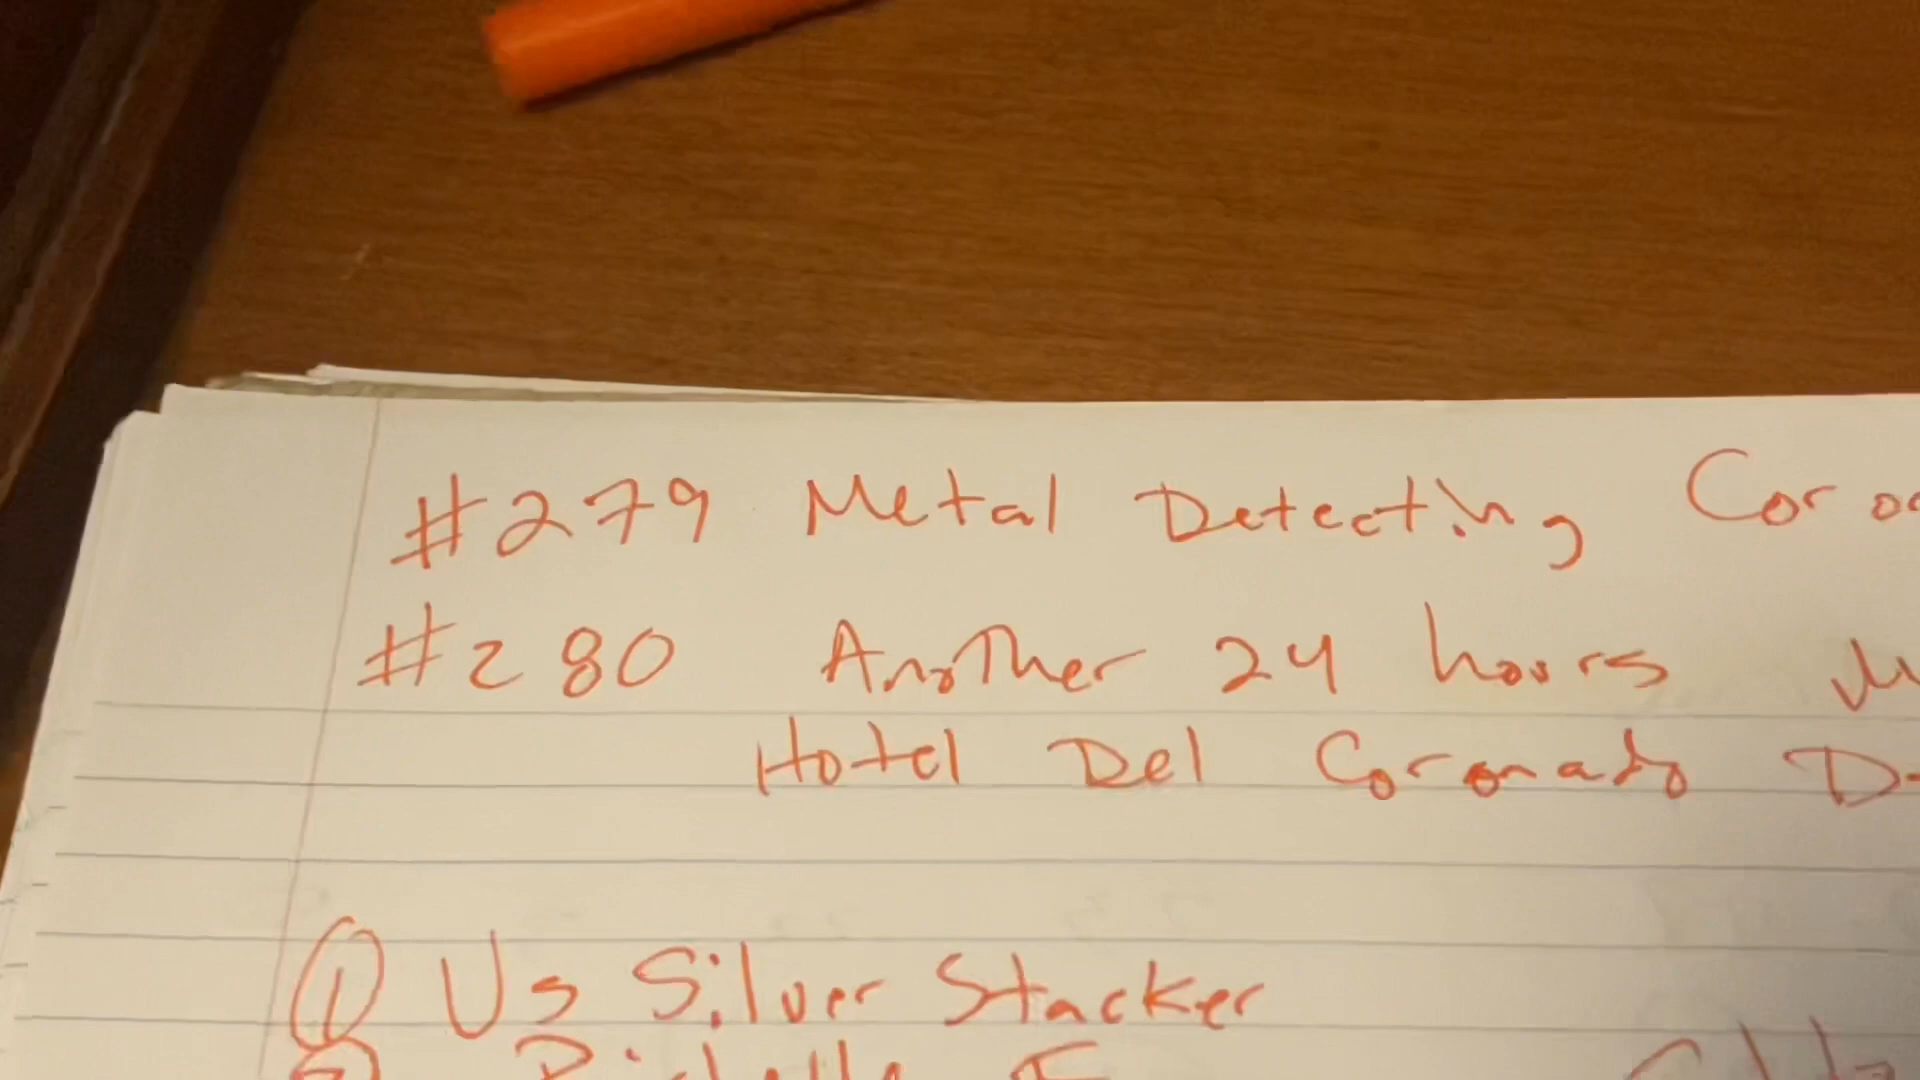 #279 Metal Detecting
#280 Another 24 hours
Hotel Del Coronado
① Us Silver Stacker